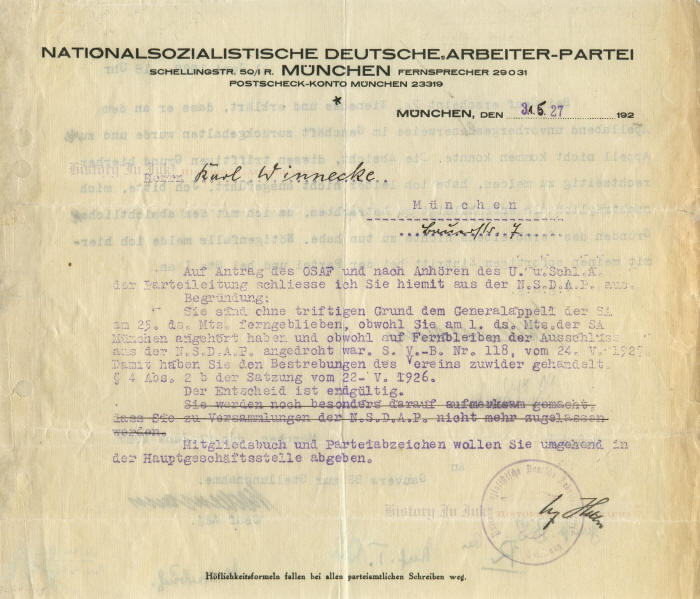 NATIONALSOZIALISTISCHE DEUTSCHE ARBEITER-PARTEI
SCHELLINGSTR. 50/I R. MÜNCHEN FERNSPRECHER 29031
POSTSCHECK-KONTO MÜNCHEN 23319
MÜNCHEN, DEN 31.5.27 192
Herrn Karl Winnecke.
History In Ink
München
Auf Antrag des OSAF und nach Anhören des U. u. Schl. A.
der Parteileitung schliesse ich Sie hiemit aus der N.S.D.A.P. aus.
Begründung:
Sie sind ohne triftigen Grund dem Generalappell der SA
am 25. ds. Mts. ferngeblieben, obwohl Sie am 1. ds. Mts. der SA
München angehört haben und obwohl auf Fernbleiben der Ausschluss
aus der N.S.D.A.P. angedroht war. S. V.-B. Nr. 118, vom 24. V. 1927
Damit haben Sie den Bestrebungen des Vereins zuwider gehandelt.
§ 4 Abs. 2 b der Satzung vom 22. V. 1926.
Der Entscheid ist endgültig.
Sie werden noch besonders darauf aufmerksam gemacht,
dass Sie zu Versammlungen der N.S.D.A.P. nicht mehr zugelassen
werden.
Mitgliedsbuch und Parteiabzeichen wollen Sie umgehend in
der Hauptgeschäftsstelle abgeben.
History In Ink
Höflichkeitsformeln fallen bei allen parteiamtlichen Schreiben weg.